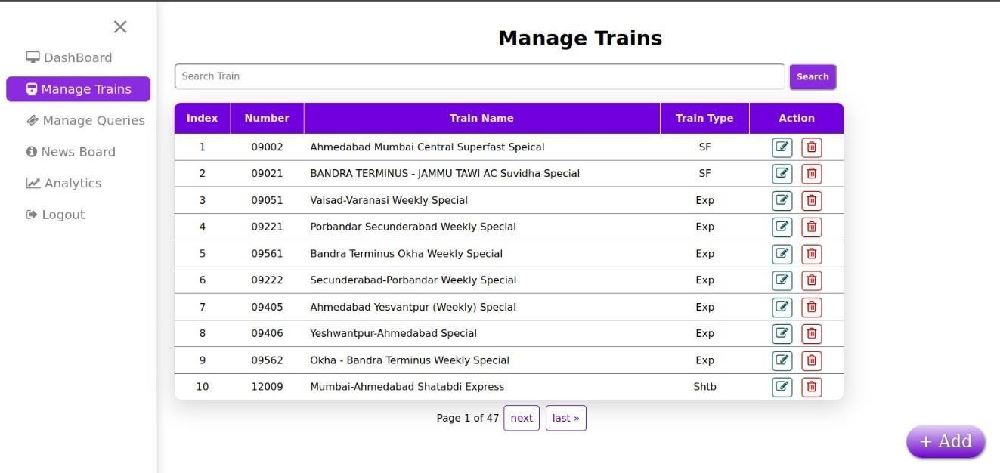 DashBoard
Manage Trains
Manage Queries
News Board
Analytics
Logout
Manage Trains
Search Train Search
Index Number Train Name Train Type Action
1 09002 Ahmedabad Mumbai Central Superfast Speical SF
2 09021 BANDRA TERMINUS - JAMMU TAWI AC Suvidha Special SF
3 09051 Valsad-Varanasi Weekly Special Exp
4 09221 Porbandar Secunderabad Weekly Special Exp
5 09561 Bandra Terminus Okha Weekly Special Exp
6 09222 Secunderabad-Porbandar Weekly Special Exp
7 09405 Ahmedabad Yesvantpur (Weekly) Special Exp
8 09406 Yeshwantpur-Ahmedabad Special Exp
9 09562 Okha - Bandra Terminus Weekly Special Exp
10 12009 Mumbai-Ahmedabad Shatabdi Express Shtb
Page 1 of 47 next last »
+ Add